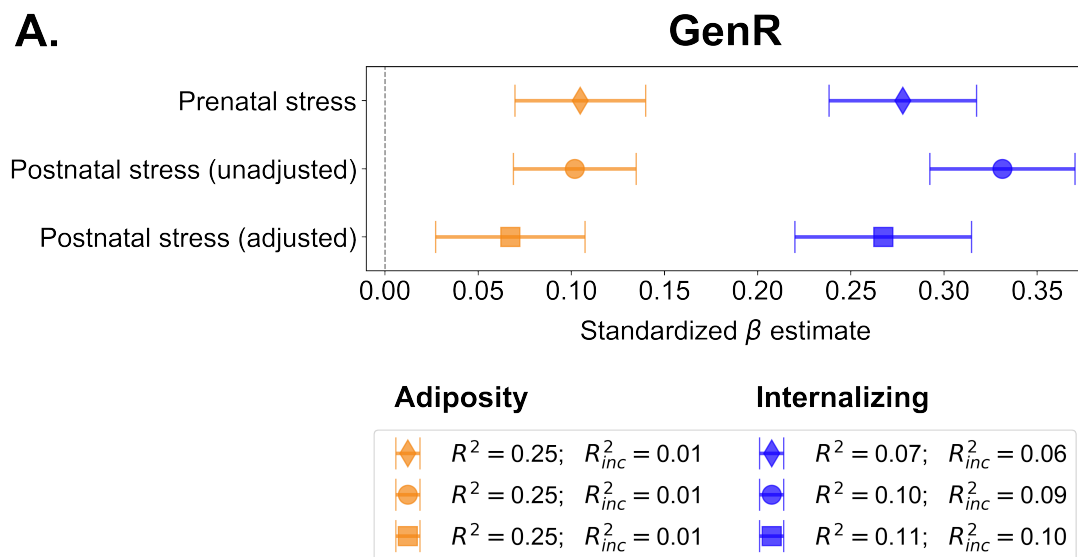 A.
GenR
Prenatal stress
Postnatal stress (unadjusted)
Postnatal stress (adjusted)
0.00 0.05 0.10 0.15 0.20 0.25 0.30 0.35
Standardized β estimate
Adiposity Internalizing
R² = 0.25; R²inc = 0.01 R² = 0.07; R²inc = 0.06
R² = 0.25; R²inc = 0.01 R² = 0.10; R²inc = 0.09
R² = 0.25; R²inc = 0.01 R² = 0.11; R²inc = 0.10